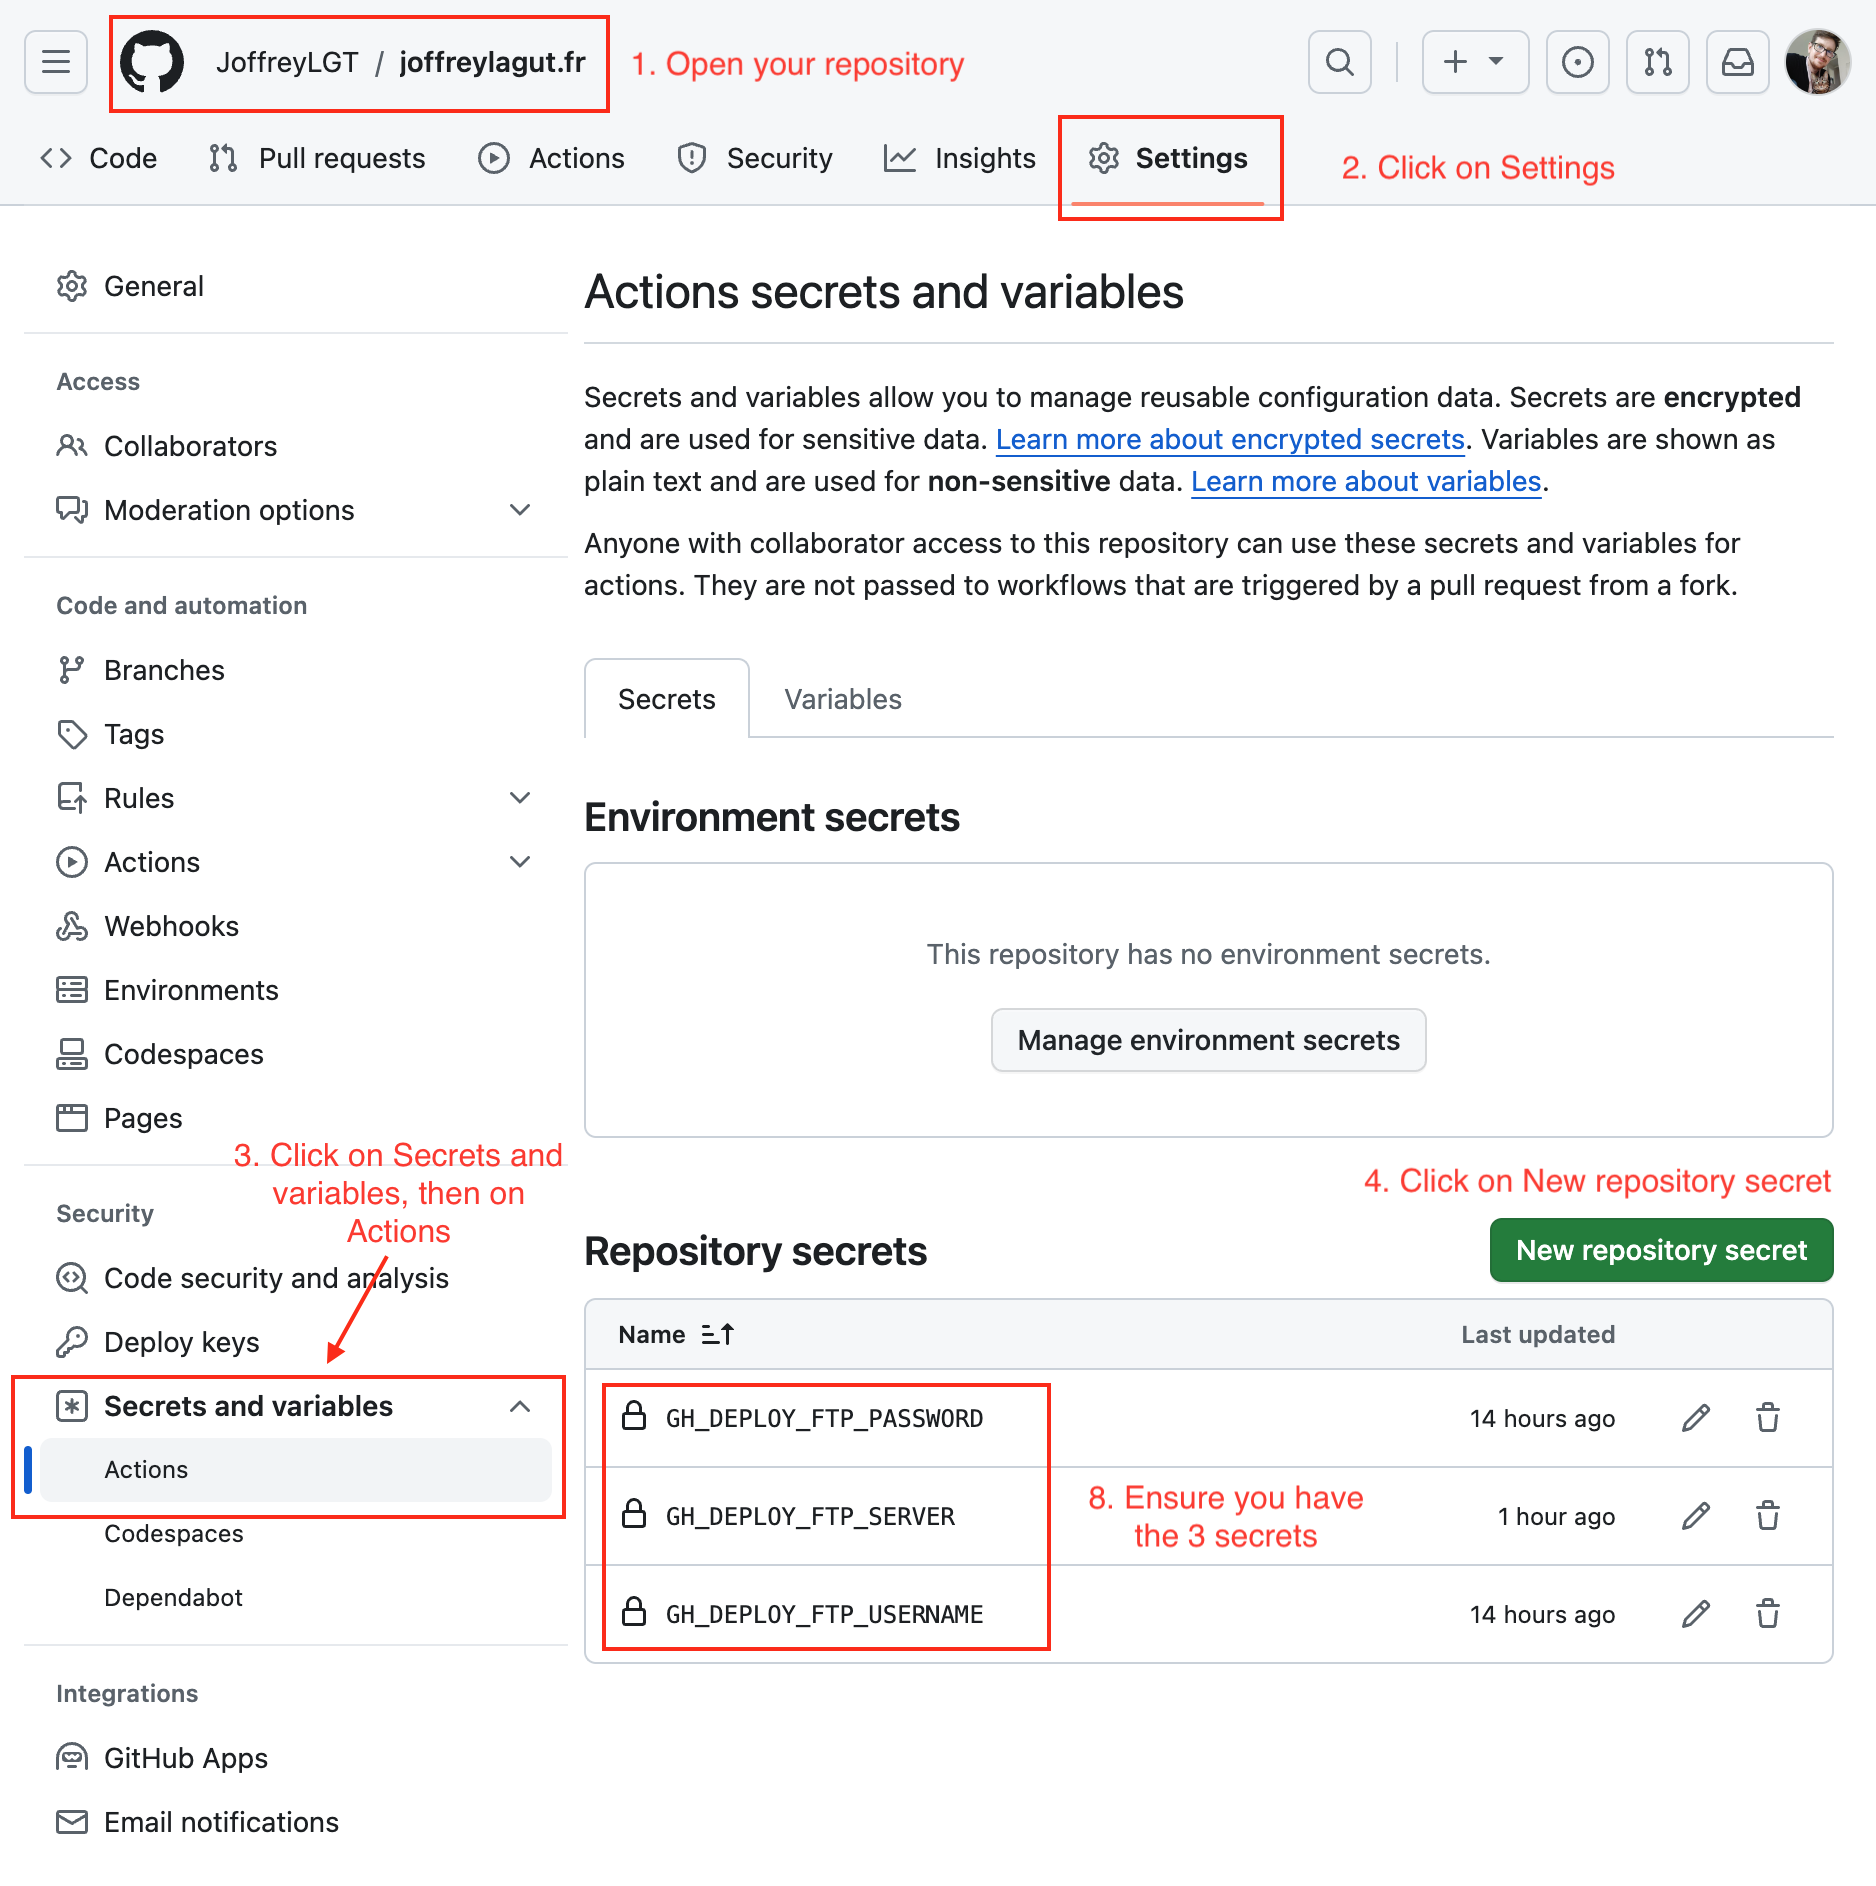 JoffreyLGT / joffreylagut.fr
1. Open your repository
Code
Pull requests
Actions
Security
Insights
Settings
2. Click on Settings
General
Access
Collaborators
Moderation options
Code and automation
Branches
Tags
Rules
Actions
Webhooks
Environments
Codespaces
Pages
3. Click on Secrets and
variables, then on
Actions
Security
Code security and analysis
Deploy keys
Secrets and variables
Actions
Codespaces
Dependabot
Integrations
GitHub Apps
Email notifications
Actions secrets and variables
Secrets and variables allow you to manage reusable configuration data. Secrets are encrypted
and are used for sensitive data. Learn more about encrypted secrets. Variables are shown as
plain text and are used for non-sensitive data. Learn more about variables.
Anyone with collaborator access to this repository can use these secrets and variables for
actions. They are not passed to workflows that are triggered by a pull request from a fork.
Secrets
Variables
Environment secrets
This repository has no environment secrets.
Manage environment secrets
4. Click on New repository secret
Repository secrets
New repository secret
Name
Last updated
GH_DEPLOY_FTP_PASSWORD
14 hours ago
GH_DEPLOY_FTP_SERVER
1 hour ago
8. Ensure you have
the 3 secrets
GH_DEPLOY_FTP_USERNAME
14 hours ago